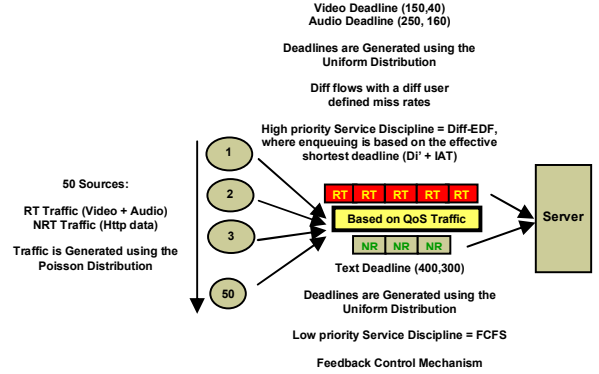 Video Deadline (150,40)
Audio Deadline (250, 160)
Deadlines are Generated using the
Uniform Distribution
Diff flows with a diff user
defined miss rates
High priority Service Discipline = Diff-EDF,
where enqueuing is based on the effective
shortest deadline (Di' + IAT)
50 Sources:
RT Traffic (Video + Audio)
NRT Traffic (Http data)
Traffic is Generated using the
Poisson Distribution
1
2
3
50
RT RT RT RT RT
Based on QoS Traffic
NR NR NR
Server
Text Deadline (400,300)
Deadlines are Generated using the
Uniform Distribution
Low priority Service Discipline = FCFS
Feedback Control Mechanism